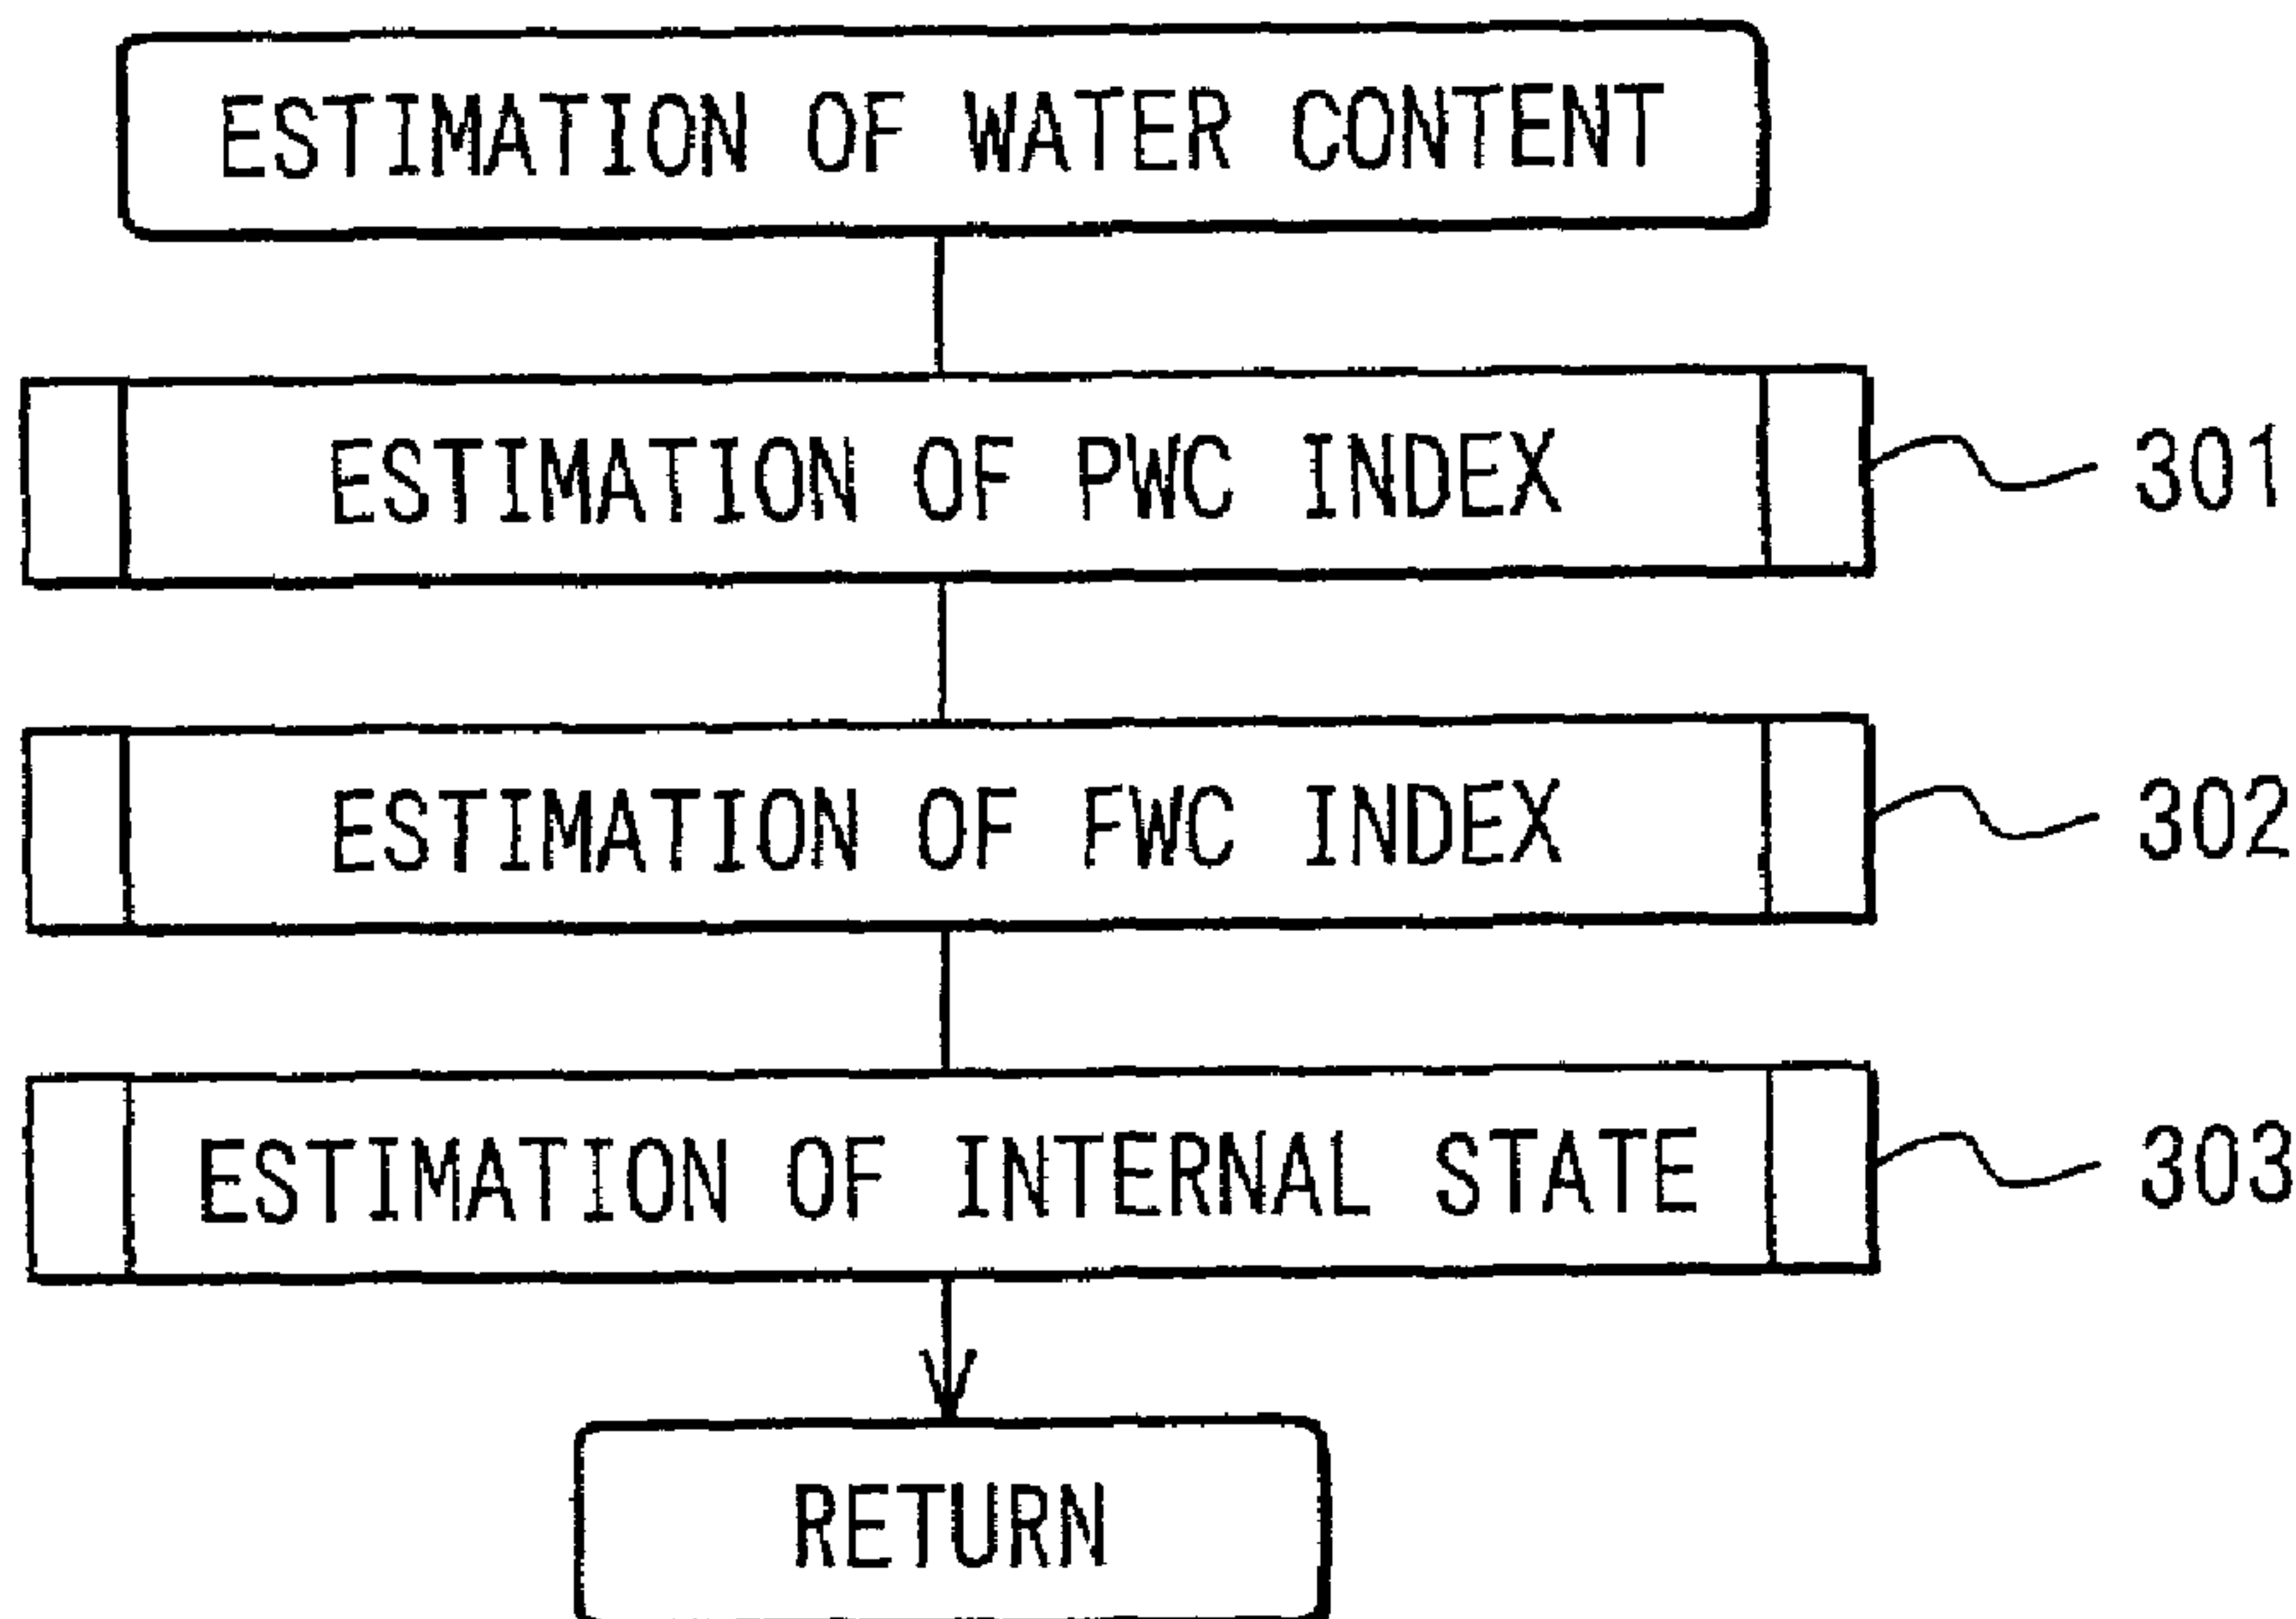 ESTIMATION OF WATER CONTENT
ESTIMATION OF PWC INDEX
301
ESTIMATION OF FWC INDEX
302
ESTIMATION OF INTERNAL STATE
303
RETURN